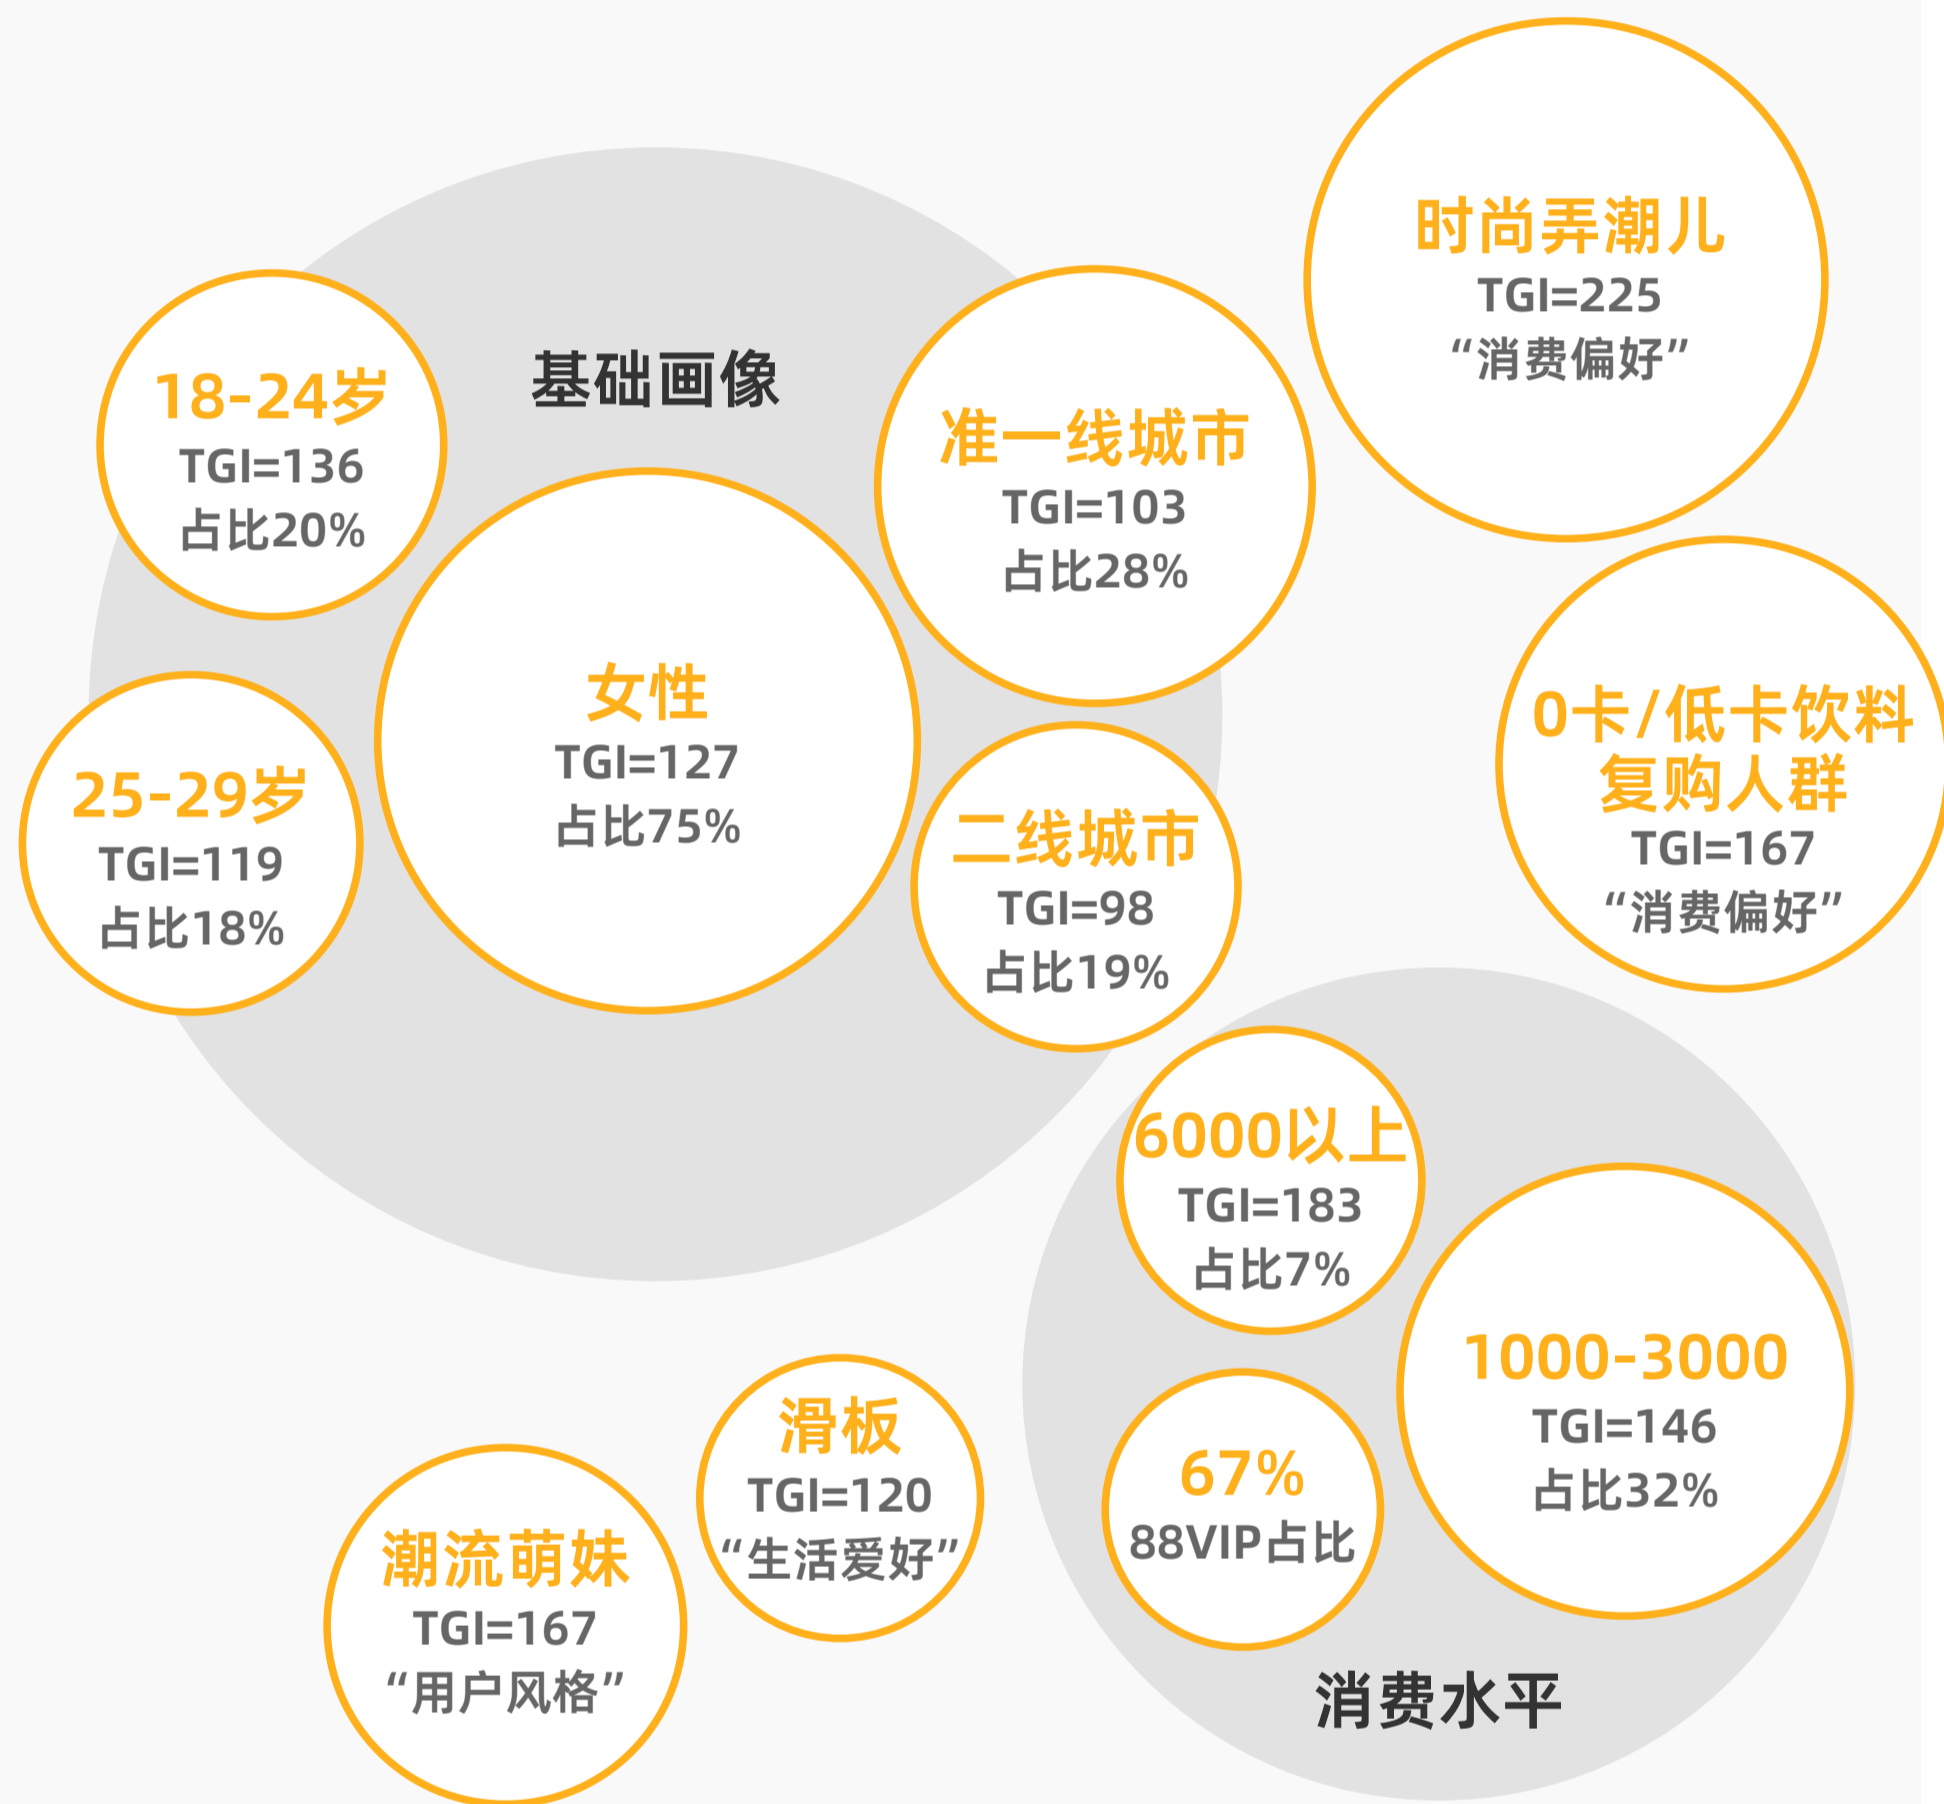 时尚弄潮儿
TGI=225
“消费偏好”
基础画像
18-24岁
TGI=136
占比20%
准一线城市
TGI=103
占比28%
女性
TGI=127
占比75%
0卡/低卡饮料
复购人群
TGI=167
“消费偏好”
25-29岁
TGI=119
占比18%
二线城市
TGI=98
占比19%
6000以上
TGI=183
占比7%
1000-3000
TGI=146
占比32%
67%
88VIP占比
消费水平
滑板
TGI=120
“生活爱好”
潮流萌妹
TGI=167
“用户风格”